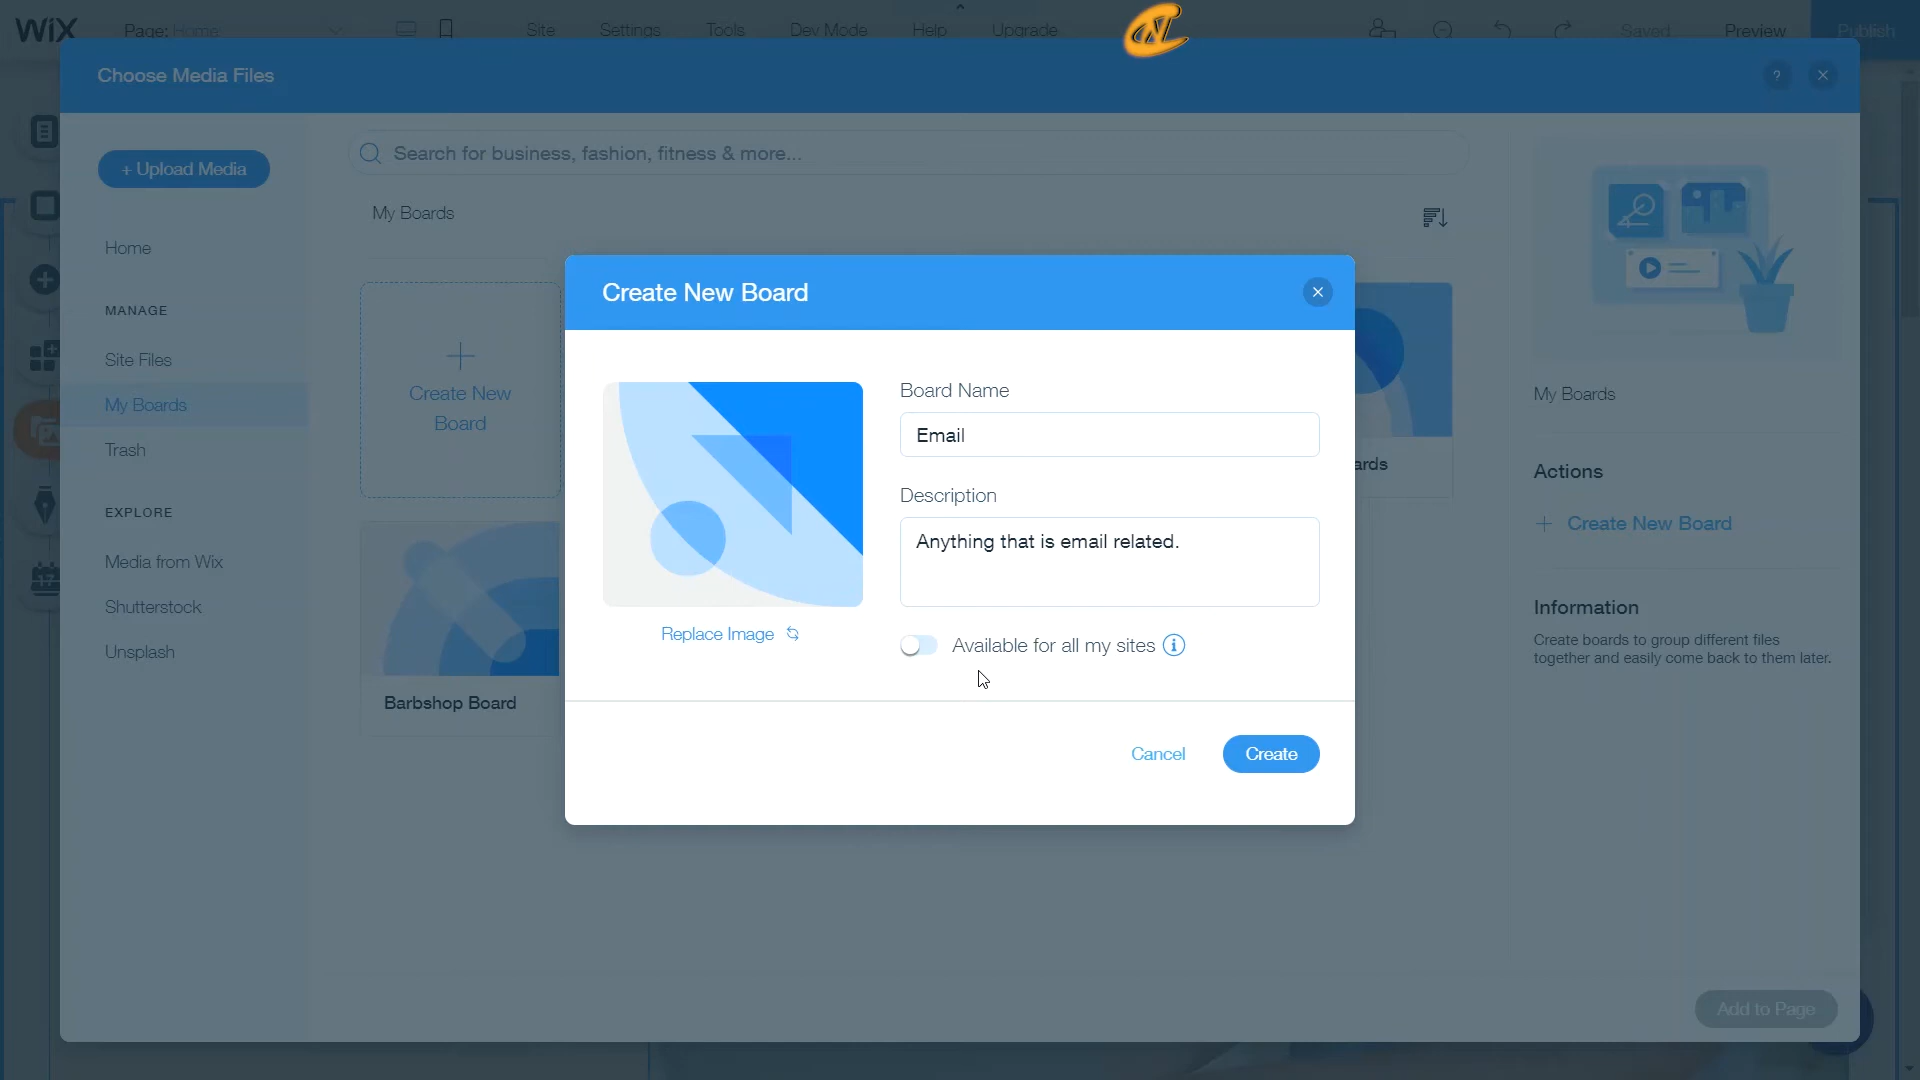 WiX
Page: Home
Site
Settings
Tools
Dev Mode
Help
Upgrade
Saved
Preview
Publish
Choose Media Files
?
+ Upload Media
Search for business, fashion, fitness & more...
My Boards
Home
MANAGE
Site Files
My Boards
Trash
EXPLORE
Media from Wix
Shutterstock
Unsplash
17
Create New
Board
Barbshop Board
ards
Create New Board
Board Name
Email
Description
Anything that is email related.
Replace Image
Available for all my sites
Cancel
Create
My Boards
Actions
+ Create New Board
Information
Create boards to group different files
together and easily come back to them later.
Add to Page